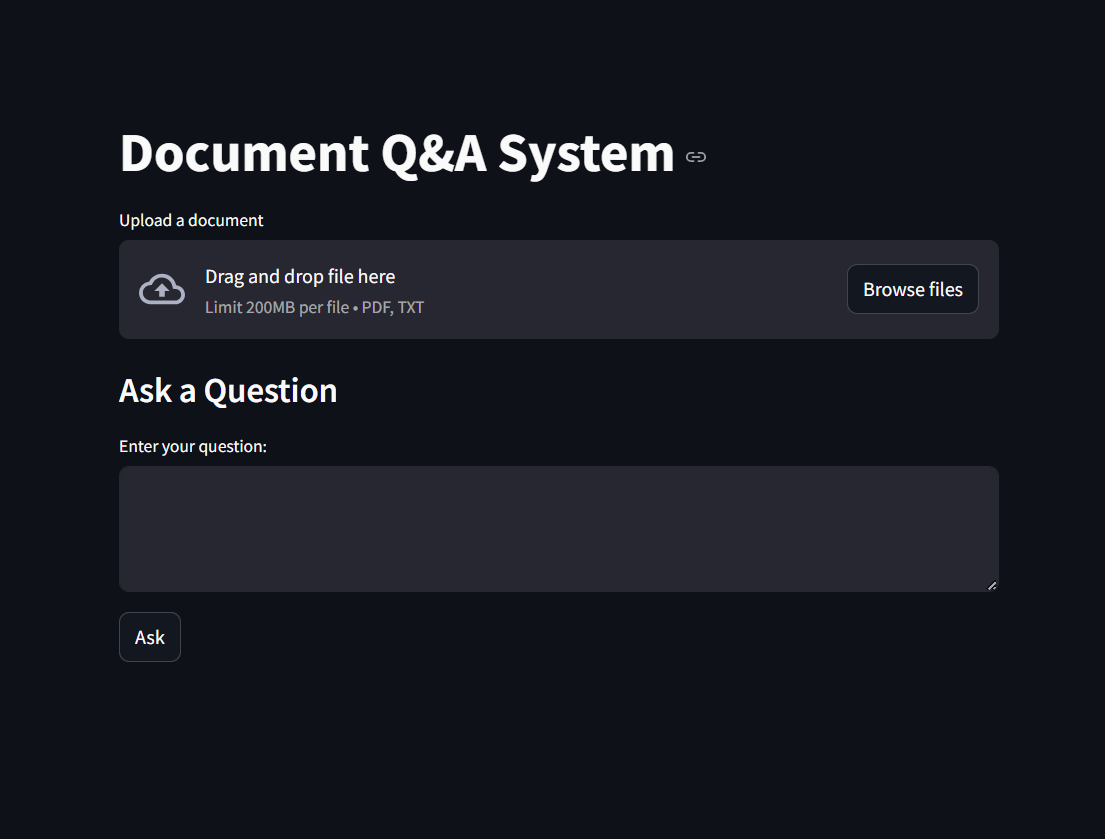 Document Q&A System
Upload a document
Drag and drop file here
Limit 200MB per file • PDF, TXT
Browse files
Ask a Question
Enter your question:
Ask